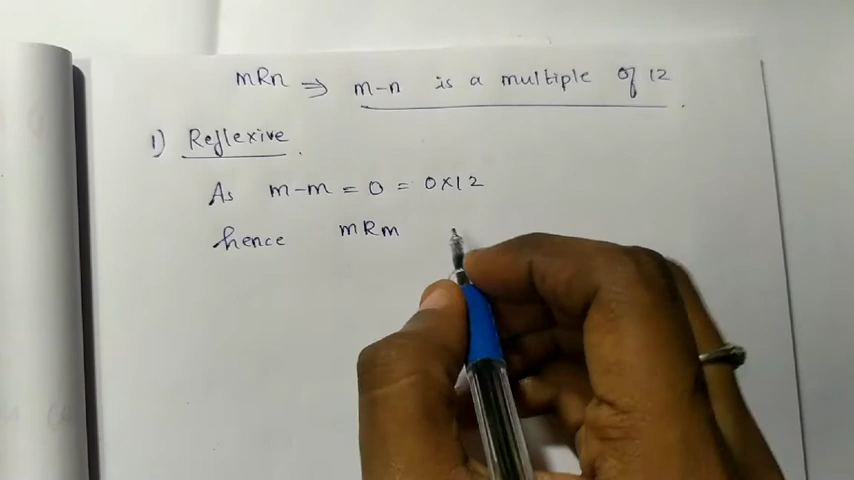 mRn ⇒ m-n is a multiple of 12.
1) Reflexive.
As m-m = 0 = 0×12
hence mRm